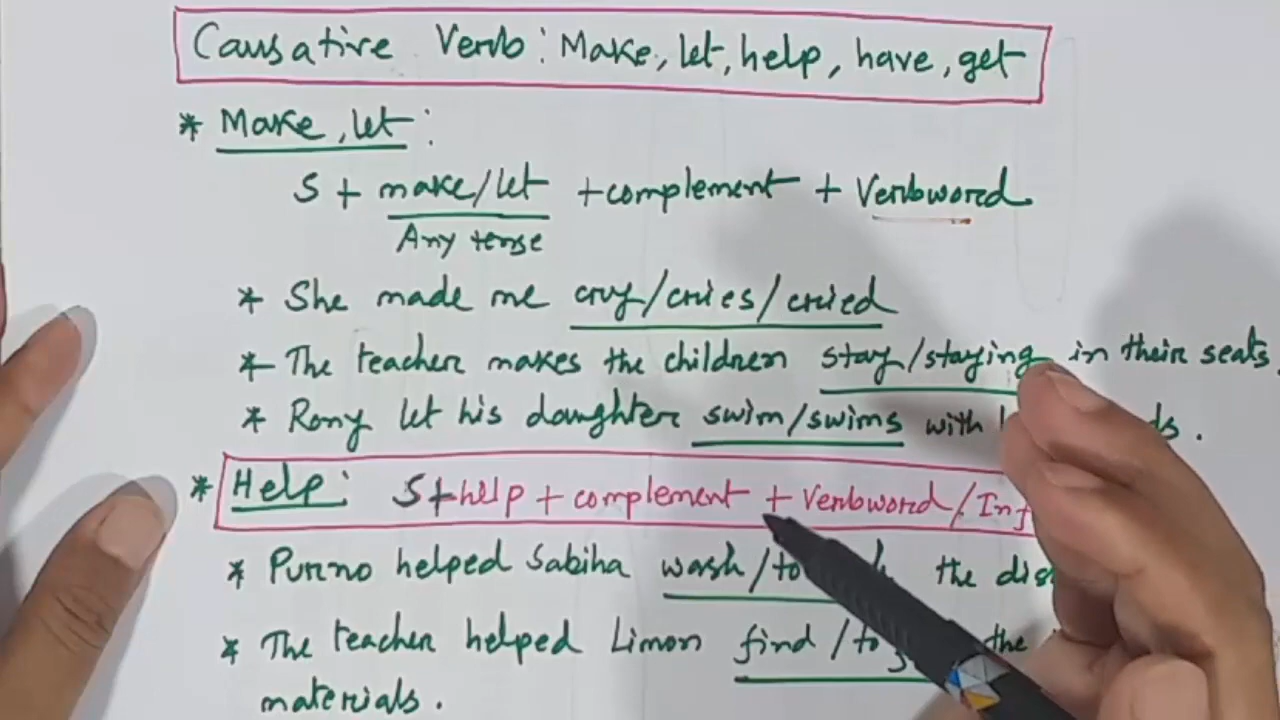 Causative Verb: Make, let, help, have, get
* Make, let:
S + make/let + complement + Verbword.
Any tense
* She made me cry/cries/cried
* The teacher makes the children stay/staying in their seats.
* Rony let his daughter swim/swims with
* Help: S + help + complement + Verbword/Inf
* Purno helped Sabiha wash/to the
* The teacher helped Limon find/to the
materials.